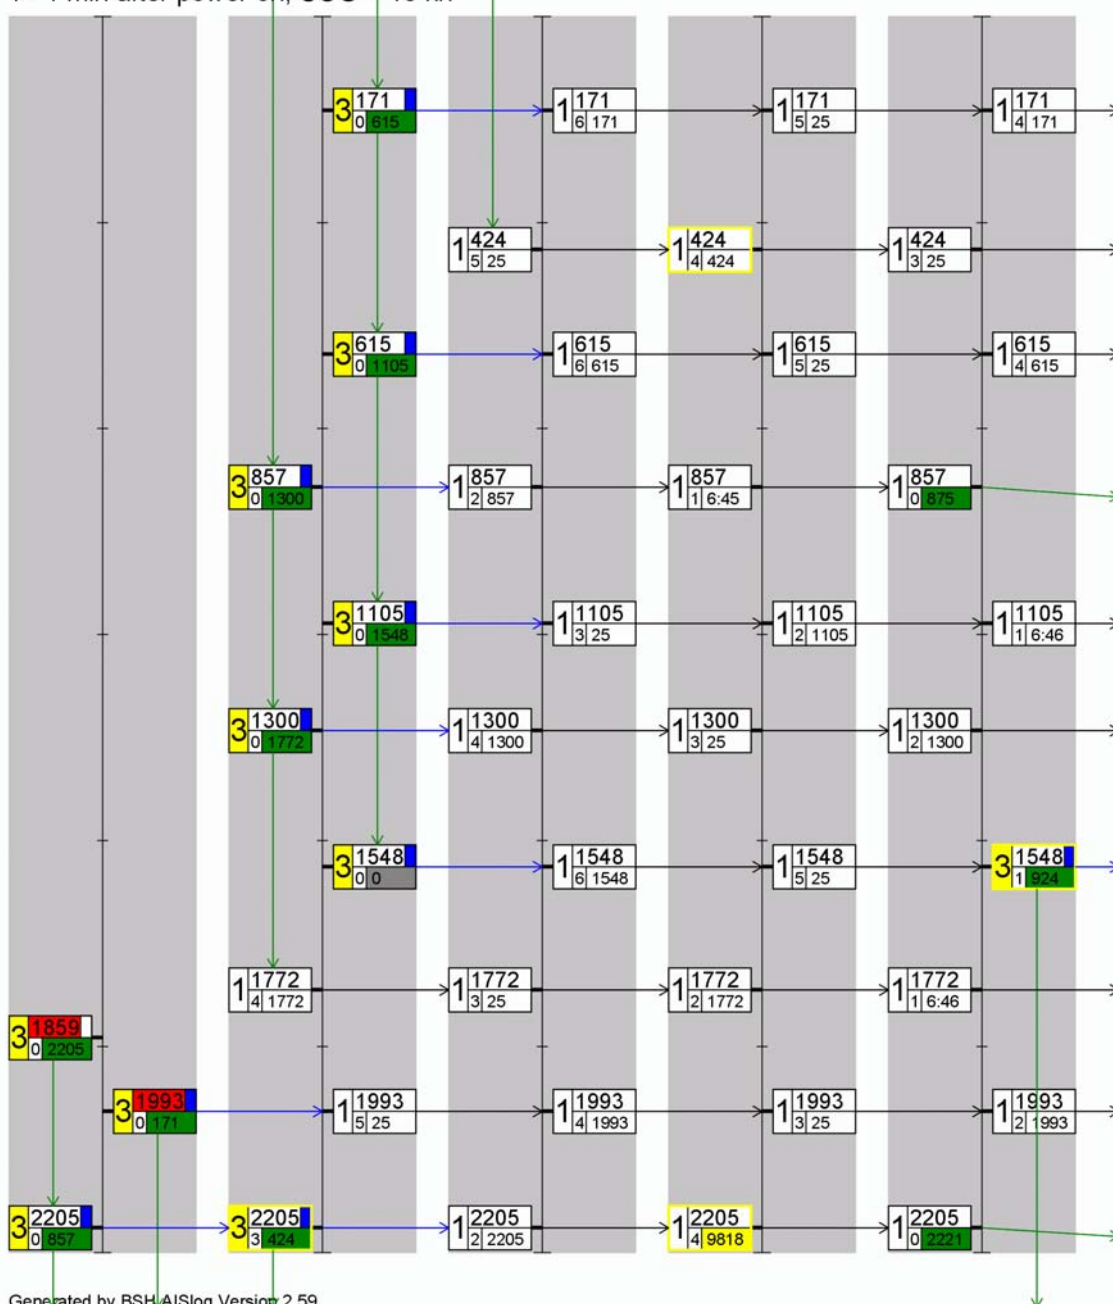 3 171 0 615
1 171 6 171
1 171 5 25
1 171 4 171
1 424 5 25
1 424 4 424
1 424 3 25
3 615 0 1105
1 615 6 615
1 615 5 25
1 615 4 615
3 857 0 1300
1 857 2 857
1 857 1 6:45
1 857 0 875
3 1105 0 1548
1 1105 3 25
1 1105 2 1105
1 1105 1 6:46
3 1300 0 1772
1 1300 4 1300
1 1300 3 25
1 1300 2 1300
3 1548 0 0
1 1548 6 1548
1 1548 5 25
3 1548 1 924
1 1772 4 1772
1 1772 3 25
1 1772 2 1772
1 1772 1 6:46
3 1859 0 2205
3 1993 0 171
1 1993 5 25
1 1993 4 1993
1 1993 3 25
1 1993 2 1993
3 2205 0 857
3 2205 3 424
1 2205 2 2205
1 2205 4 9818
1 2205 0 2221
Generated by BSH AISlog Version 2.59